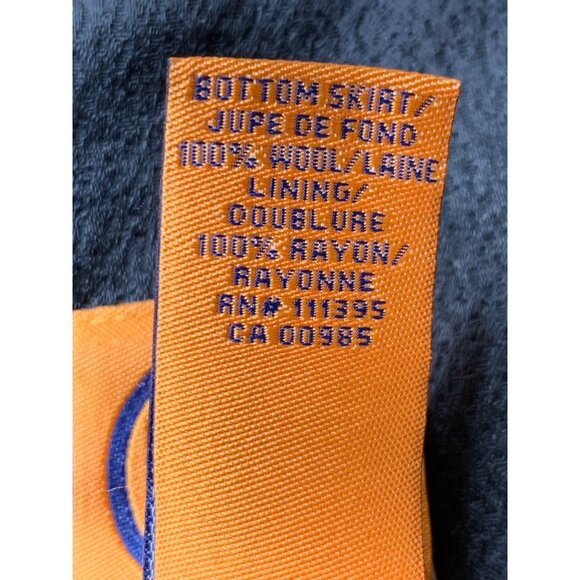 BOTTOM SKIRT/
JUPE DE FOND
100% WOOL/LAINE
LINING/
DOUBLURE
100% RAYON/
RAYONNE
RN# 111395
CA 00985